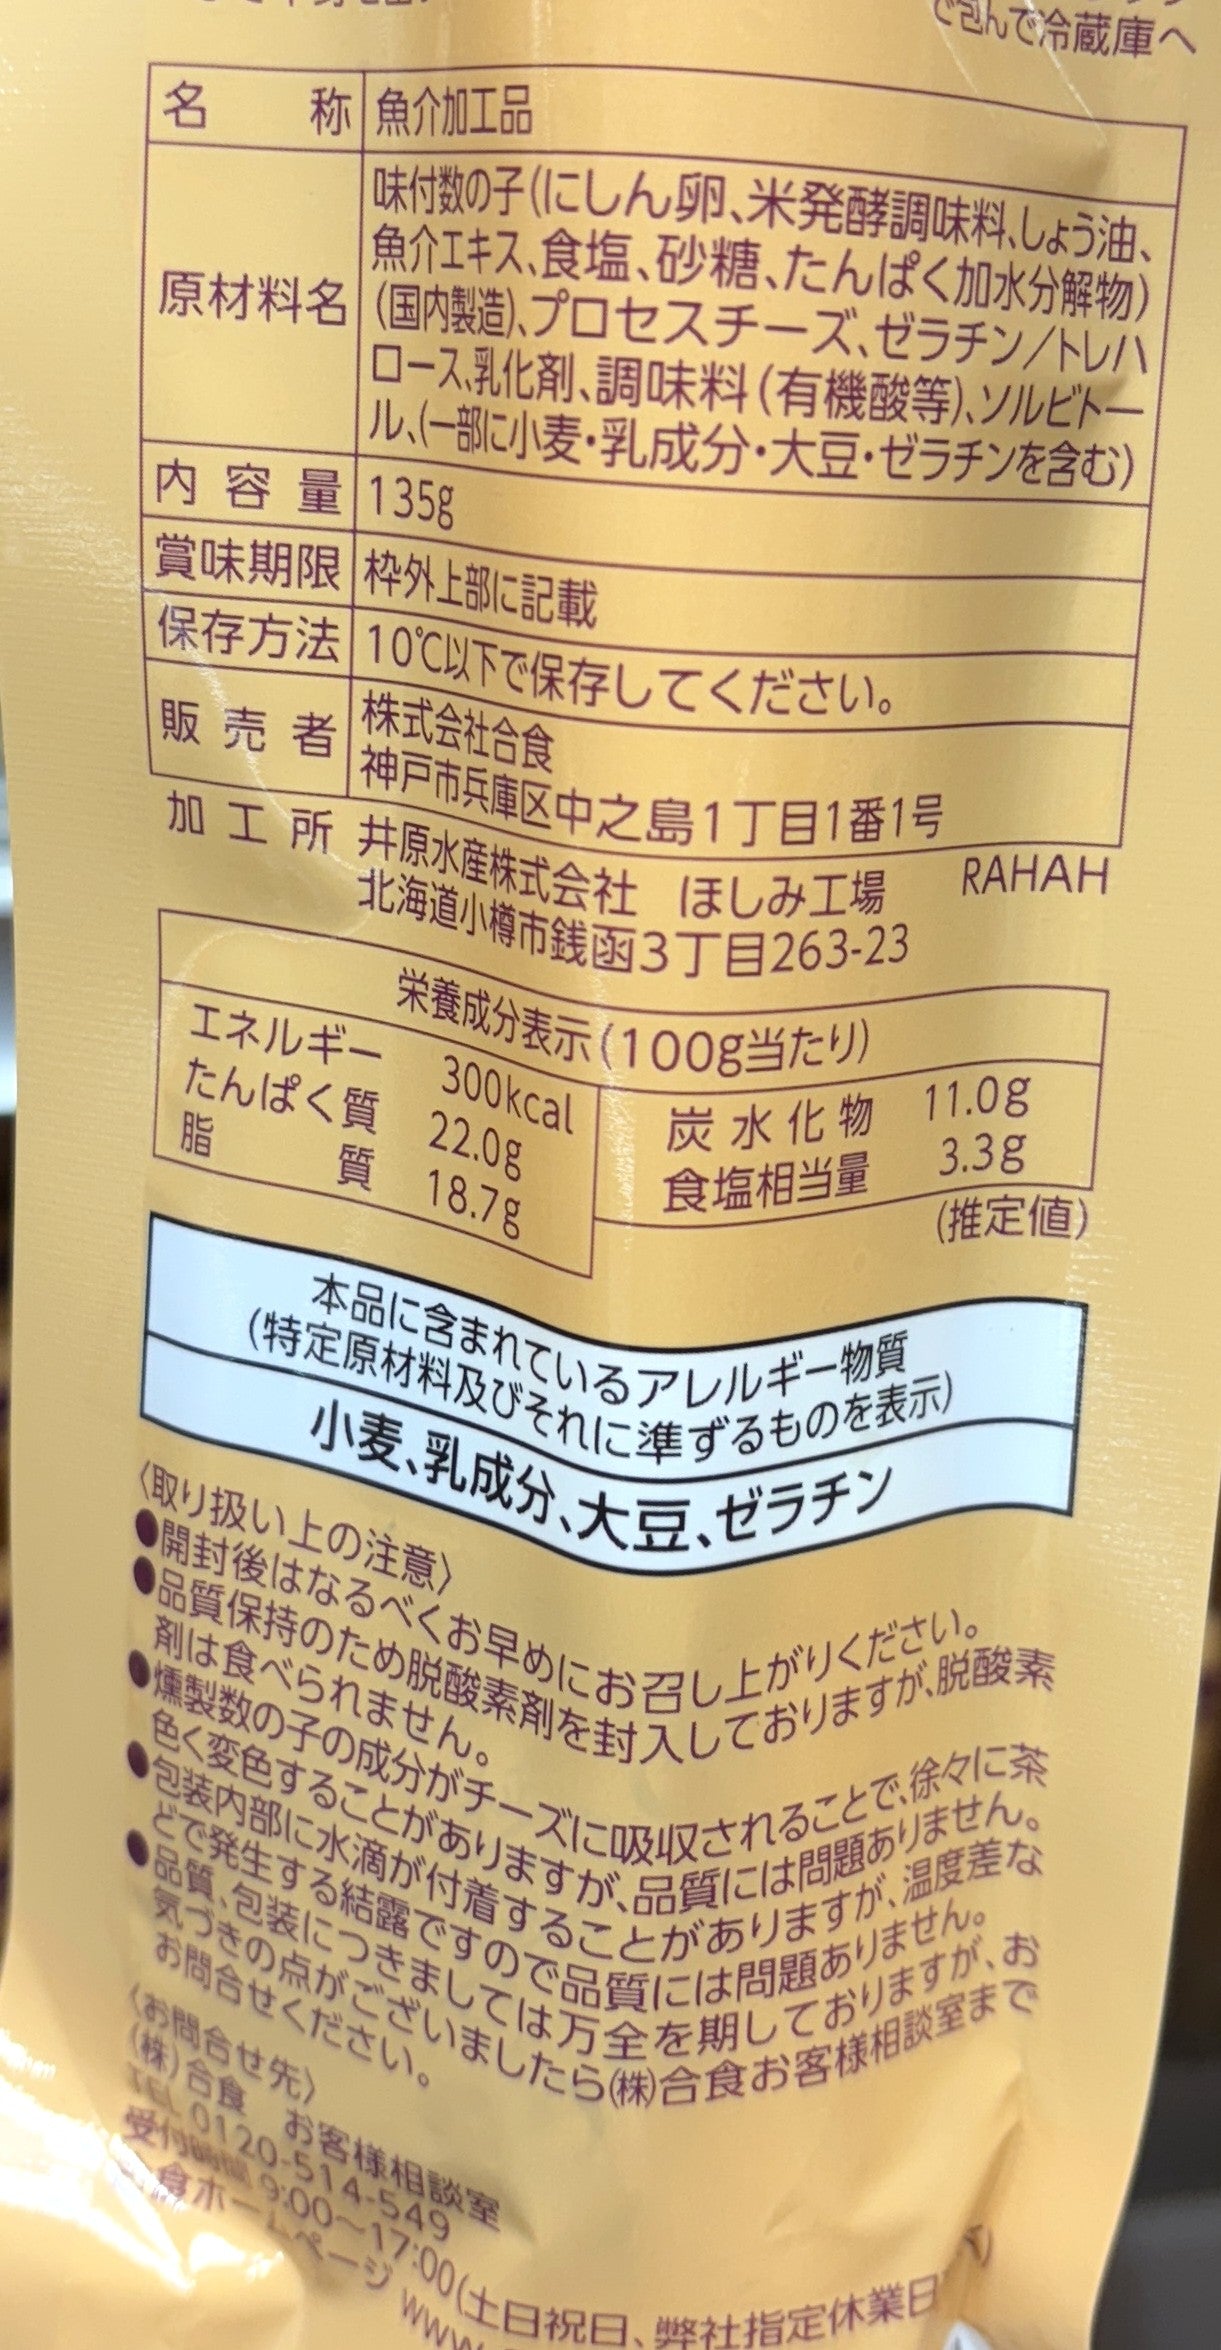 で包んで冷蔵庫へ
名称 魚介加工品
原材料名 味付数の子(にしん卵、米発酵調味料、しょう油、
魚介エキス、食塩、砂糖、たんぱく加水分解物)
(国内製造)、プロセスチーズ、ゼラチン/トレハ
ロース、乳化剤、調味料(有機酸等)、ソルビトー
ル、(一部に小麦・乳成分・大豆・ゼラチンを含む)
内容量 135g
賞味期限 枠外上部に記載
保存方法 10℃以下で保存してください。
販売者 株式会社合食
神戸市兵庫区中之島1丁目1番1号
加工所 井原水産株式会社 ほしみ工場 RAHAH
北海道小樽市銭函3丁目263-23
栄養成分表示(100g当たり)
エネルギー 300kcal
たんぱく質 22.0g
脂質 18.7g
炭水化物 11.0g
食塩相当量 3.3g
(推定値)
本品に含まれているアレルギー物質
(特定原材料及びそれに準ずるものを表示)
小麦、乳成分、大豆、ゼラチン
〈取り扱い上の注意〉
●開封後はなるべくお早めにお召し上がりください。
●品質保持のため脱酸素剤を封入しておりますが、脱酸素
剤は食べられません。
●燻製数の子の成分がチーズに吸収されることで、徐々に茶
色く変色することがありますが、品質には問題ありません。
●包装内部に水滴が付着することがありますが、温度差な
どで発生する結露ですので品質には問題ありません。
●品質、包装につきましては万全を期しておりますが、お
気づきの点がございましたら(株)合食お客様相談室まで
お問合せください。
〈お問合せ先〉
(株)合食 お客様相談室
TEL 0120-514-549
受付時間 9:00～17:00(土日祝日、弊社指定休業日
食ホームページ www